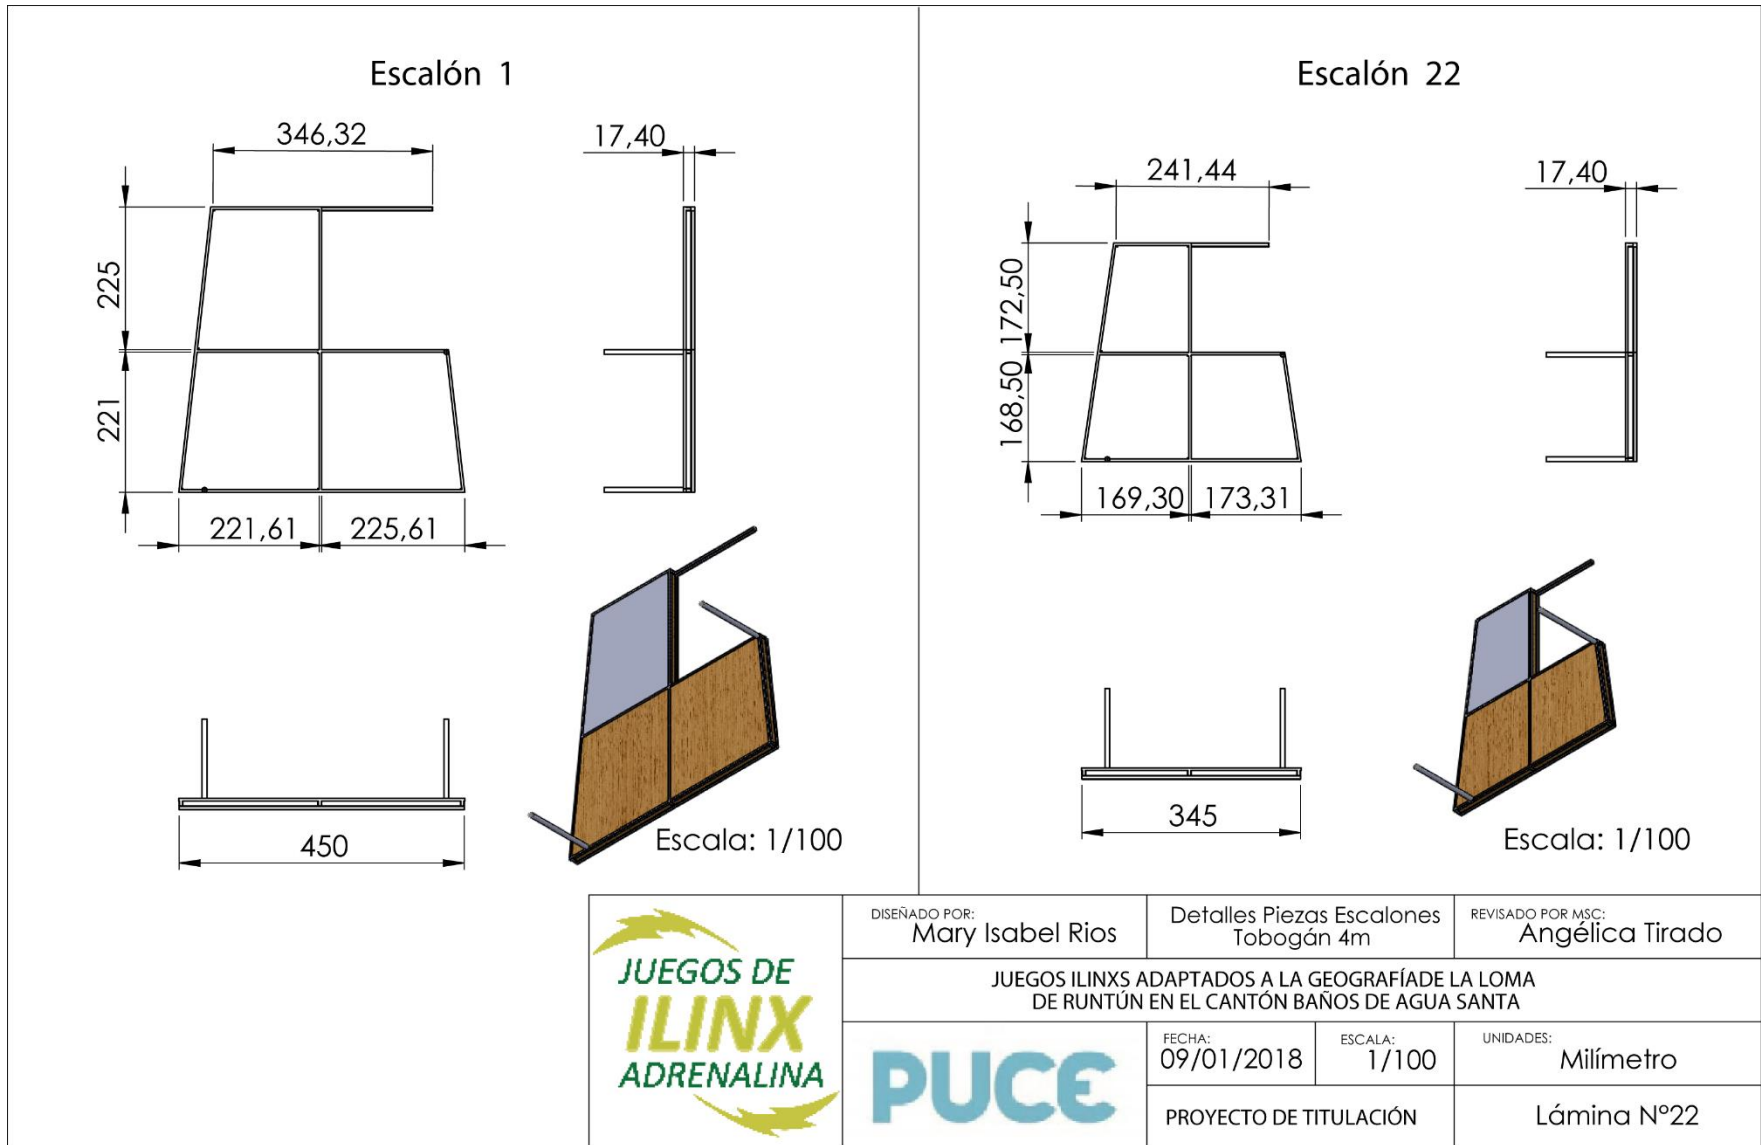 Escalón 1
346,32
17,40
225
221
221,61
225,61
450
Escala: 1/100
Escalón 22
241,44
17,40
172,50
168,50
169,30
173,31
345
Escala: 1/100
JUEGOS DE
ILINX
ADRENALINA
DISEÑADO POR:
Mary Isabel Rios
Detalles Piezas Escalones
Tobogán 4m
REVISADO POR MSC:
Angélica Tirado
JUEGOS ILINXS ADAPTADOS A LA GEOGRAFÍADE LA LOMA
DE RUNTÚN EN EL CANTÓN BAÑOS DE AGUA SANTA
PUCE
FECHA:
09/01/2018
ESCALA:
1/100
UNIDADES:
Milímetro
PROYECTO DE TITULACIÓN
Lámina Nº22